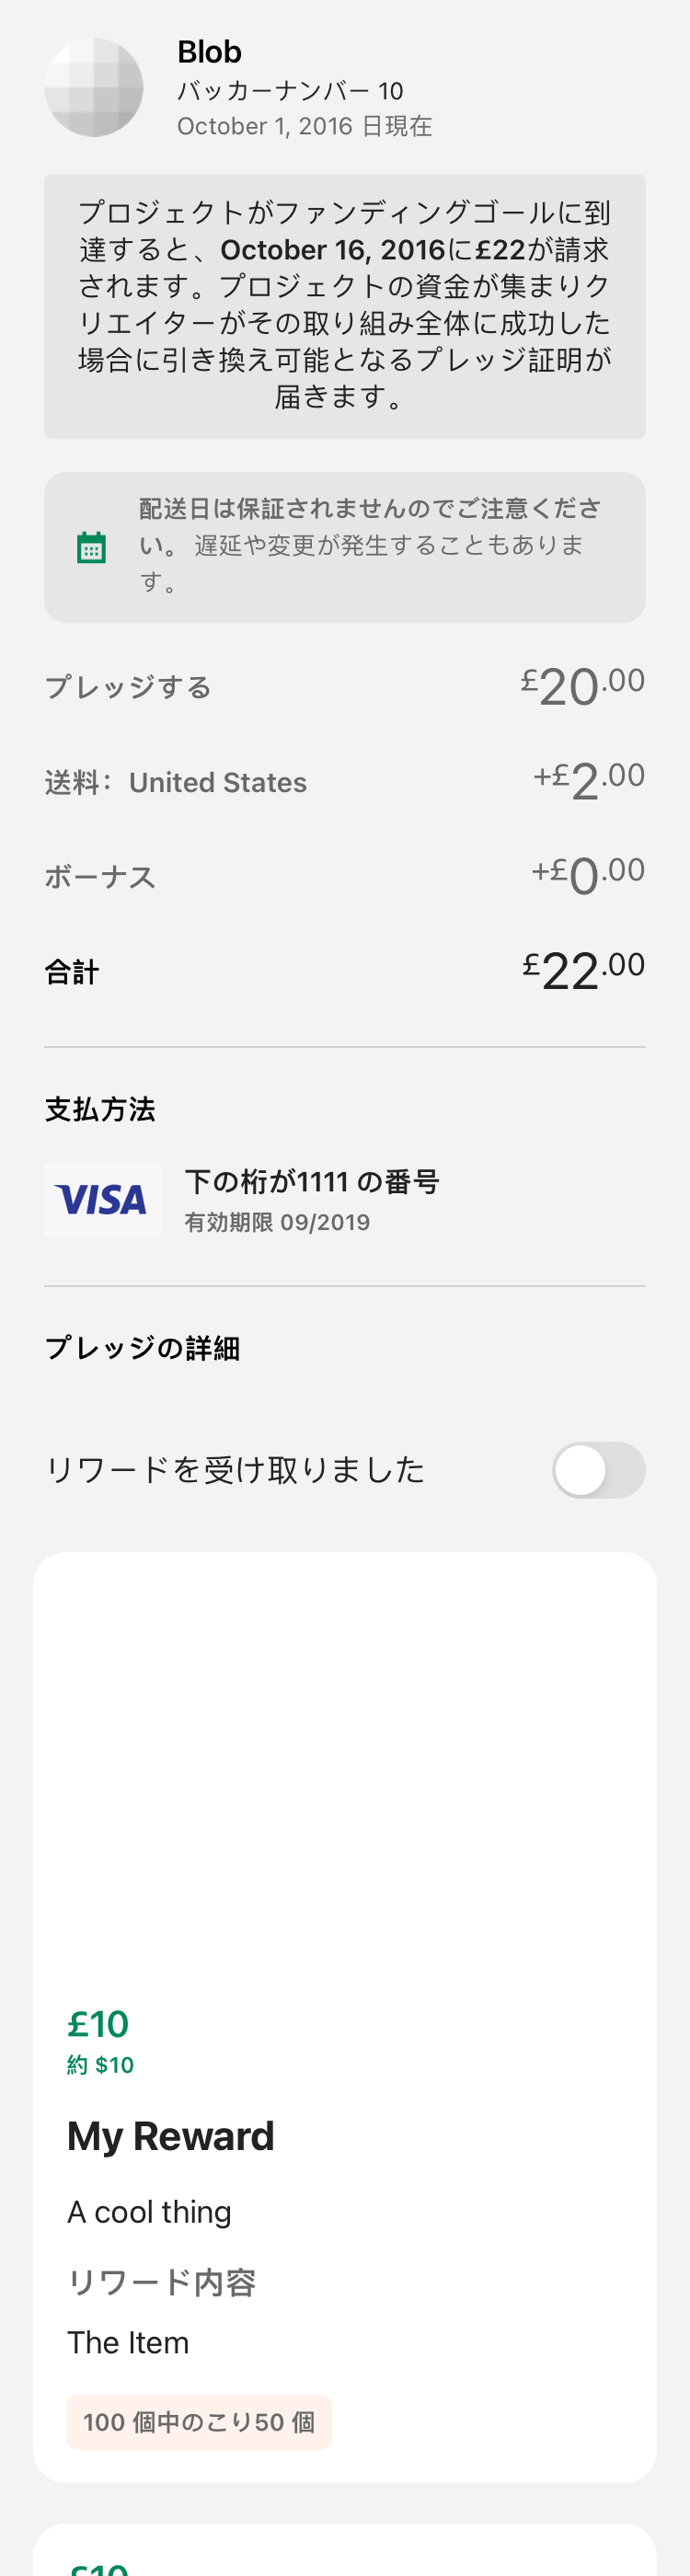 Blob
バッカーナンバー 10
October 1, 2016 日現在
プロジェクトがファンディングゴールに到
達すると、October 16, 2016に£22が請求
されます。プロジェクトの資金が集まりク
リエイターがその取り組み全体に成功した
場合に引き換え可能となるプレッジ証明が
届きます。
配送日は保証されませんのでご注意くださ
い。 遅延や変更が発生することもありま
す。
プレッジする £20.00
送料： United States +£2.00
ボーナス +£0.00
合計 £22.00
支払方法
VISA
下の桁が1111 の番号
有効期限 09/2019
プレッジの詳細
リワードを受け取りました
£10
約 $10
My Reward
A cool thing
リワード内容
The Item
100 個中のこり50 個
£10